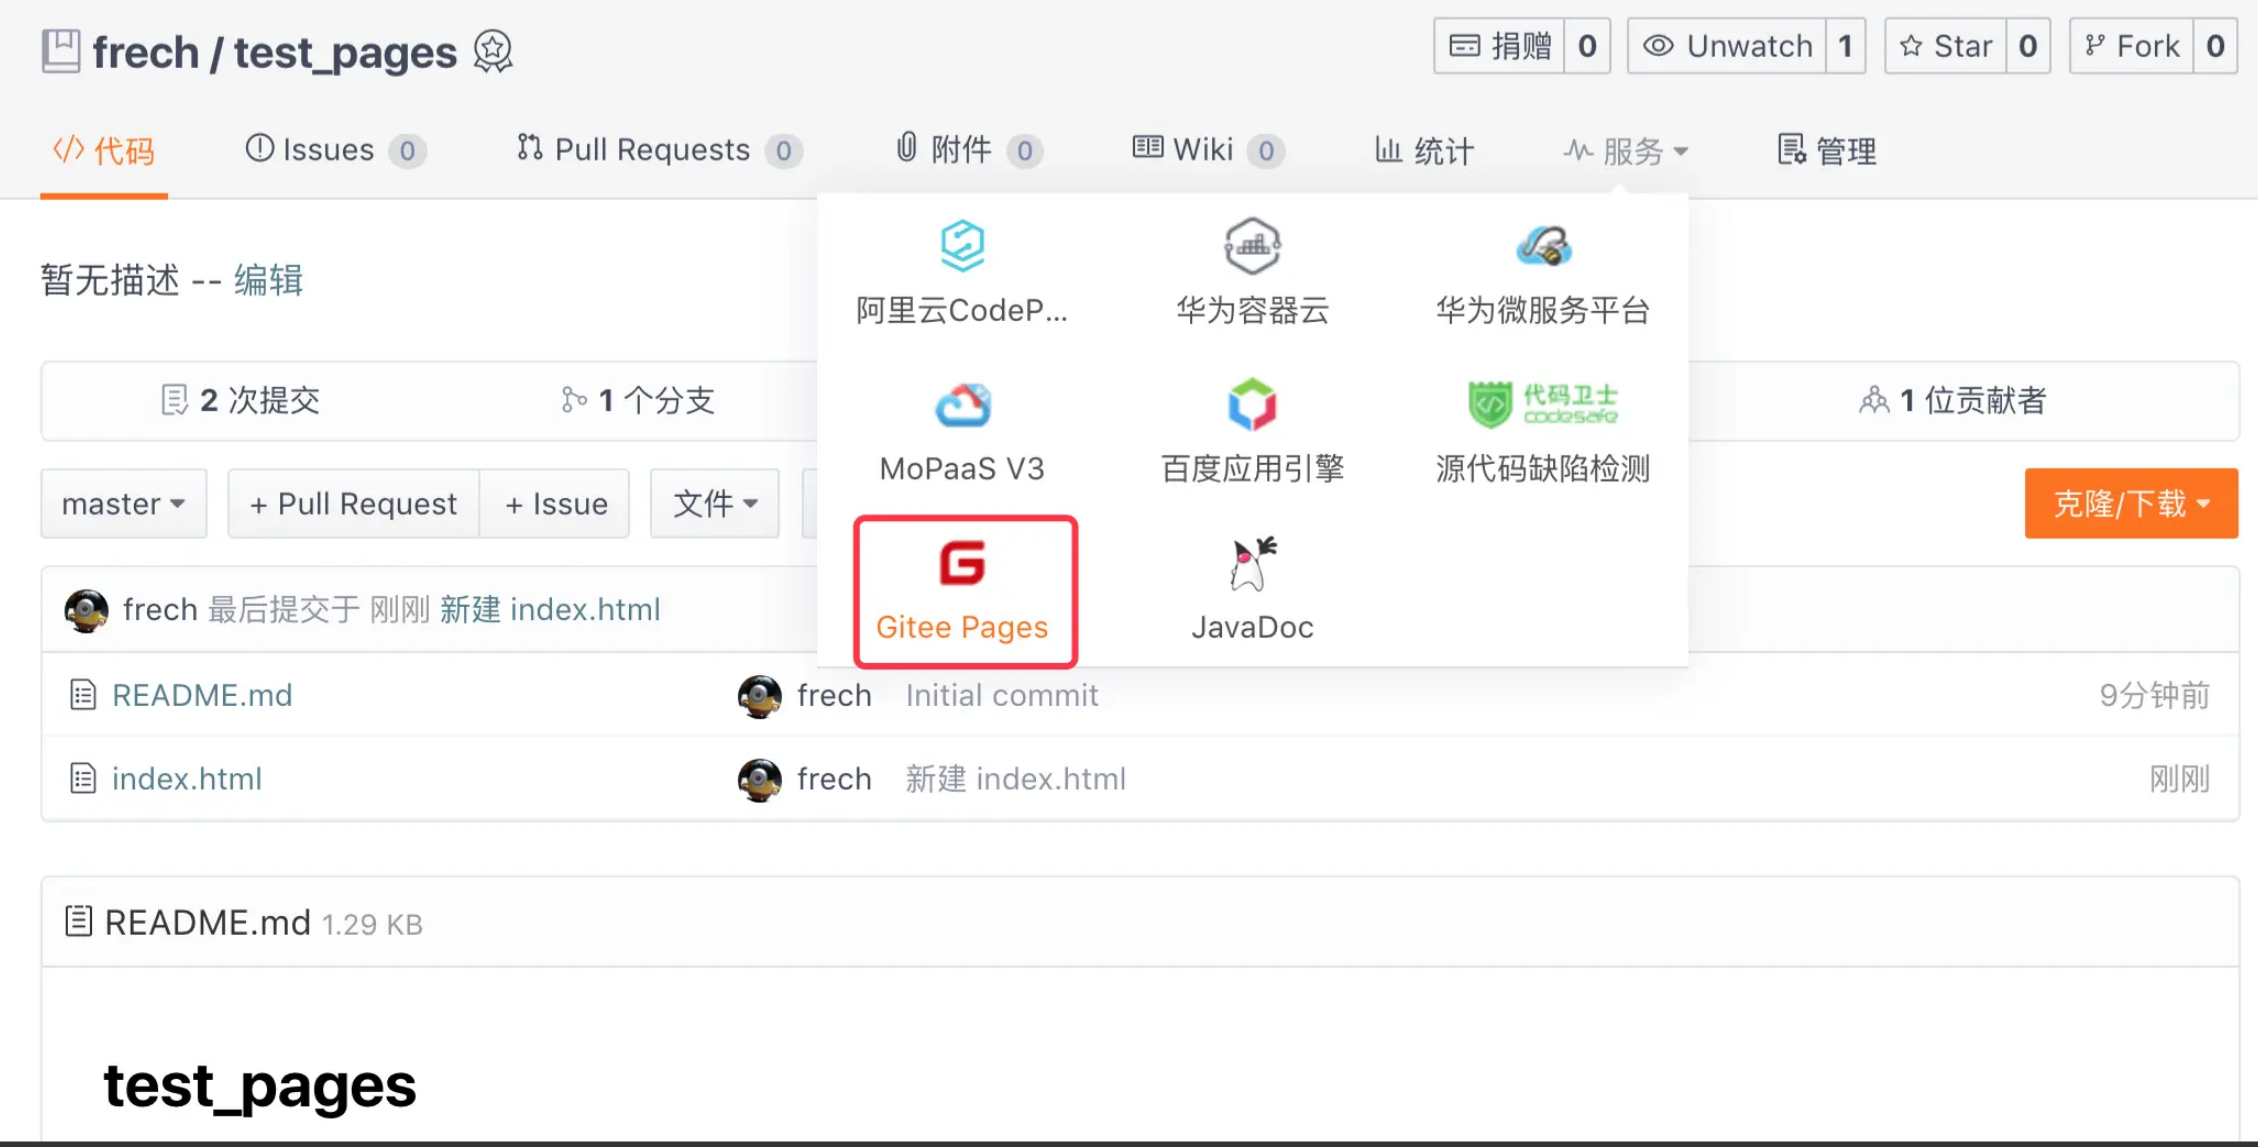 frech / test_pages
捐赠 0
Unwatch 1
Star 0
Fork 0
代码
Issues 0
Pull Requests 0
附件 0
Wiki 0
统计
服务
管理
暂无描述 -- 编辑
阿里云CodeP...
华为容器云
华为微服务平台
2 次提交
1 个分支
代码卫士
codesafe
1 位贡献者
MoPaaS V3
百度应用引擎
源代码缺陷检测
master
+ Pull Request
+ Issue
文件
克隆/下载
Gitee Pages
JavaDoc
frech 最后提交于 刚刚 新建 index.html
README.md frech Initial commit 9分钟前
index.html frech 新建 index.html 刚刚
README.md 1.29 KB
test_pages